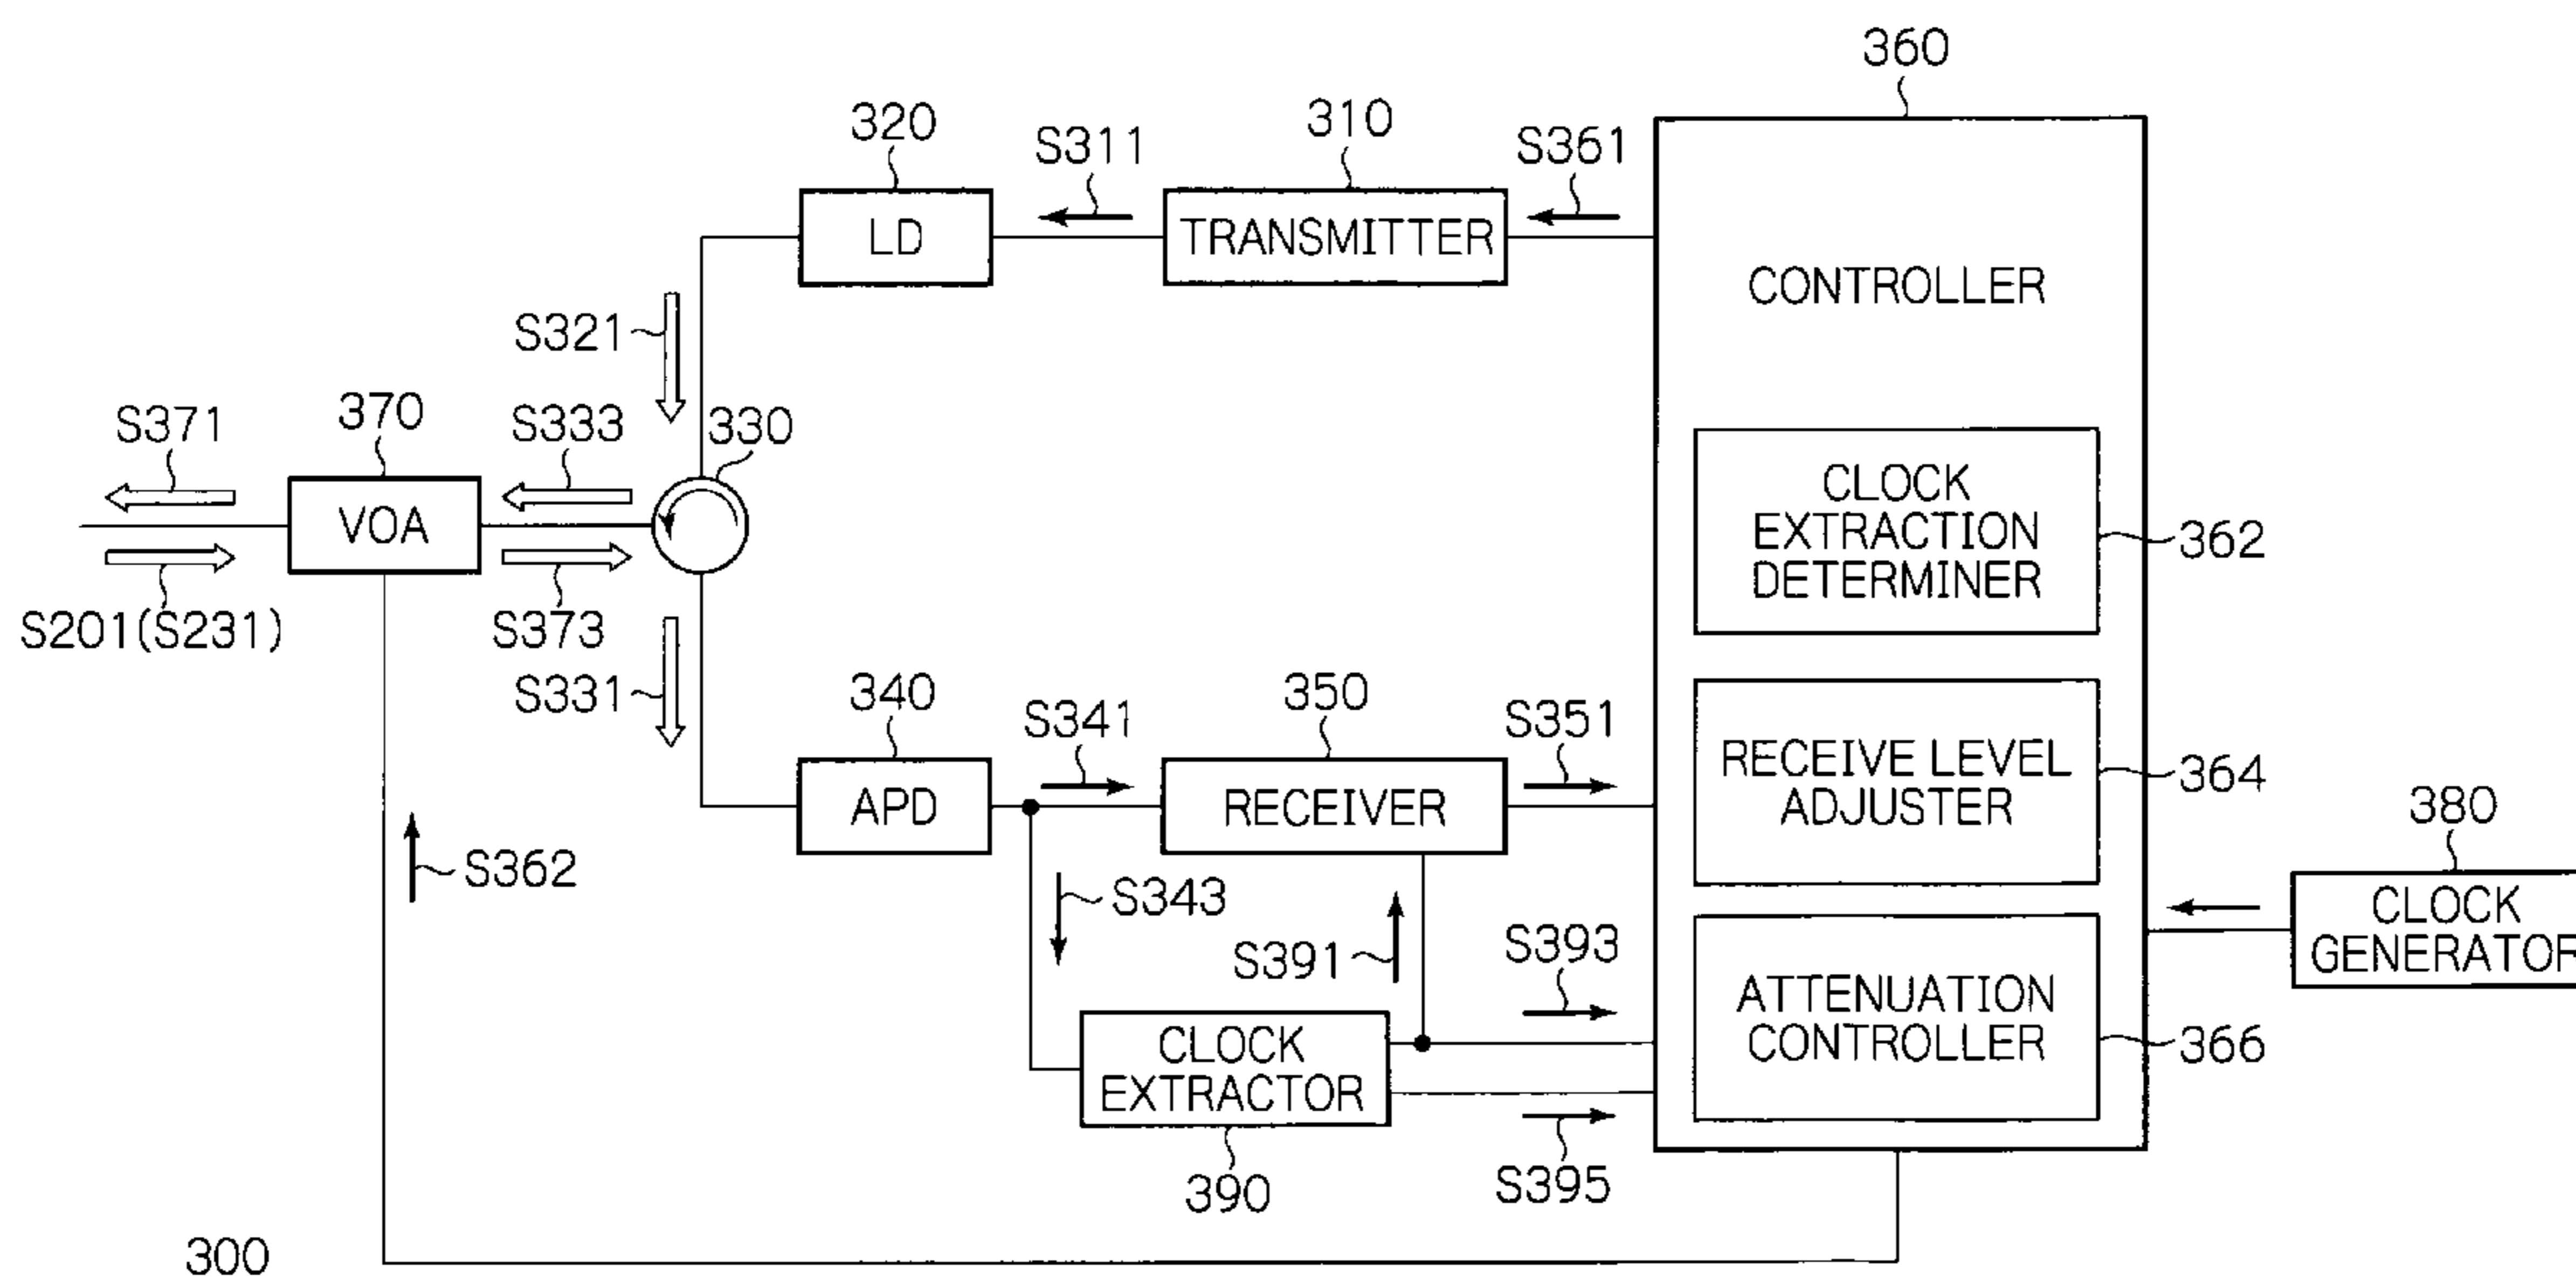 360
320
310
S311
S361
LD
TRANSMITTER
CONTROLLER
S321
S371
370
S333
330
VOA
CLOCK
EXTRACTION
DETERMINER
362
S201(S231)
S373
S331
340
S341
350
S351
APD
RECEIVER
RECEIVE LEVEL
ADJUSTER
364
380
S362
S343
S391
S393
CLOCK
GENERATOR
ATTENUATION
CONTROLLER
366
CLOCK
EXTRACTOR
390
S395
300